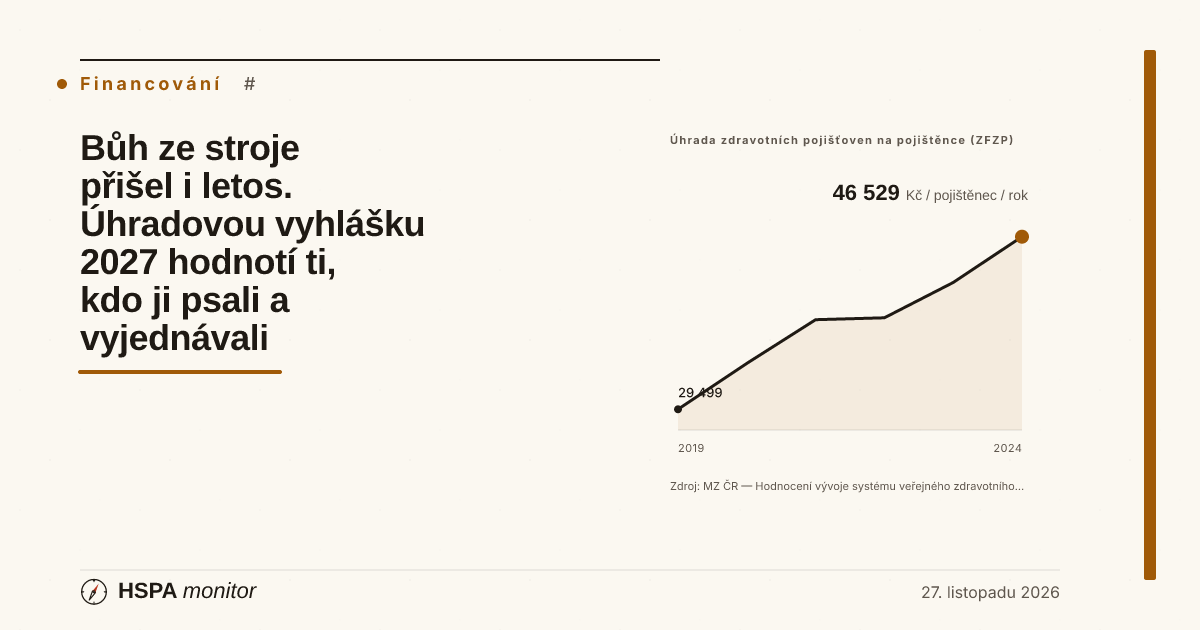 Financování #
Bůh ze stroje
přišel i letos.
Úhradovou vyhlášku
2027 hodnotí ti,
kdo ji psali a
vyjednávali
Úhrada zdravotních pojišťoven na pojištěnce (ZFZP)
46 529 Kč / pojištěnec / rok
29 499
2019 2024
Zdroj: MZ ČR — Hodnocení vývoje systému veřejného zdravotního...
HSPA monitor
27. listopadu 2026